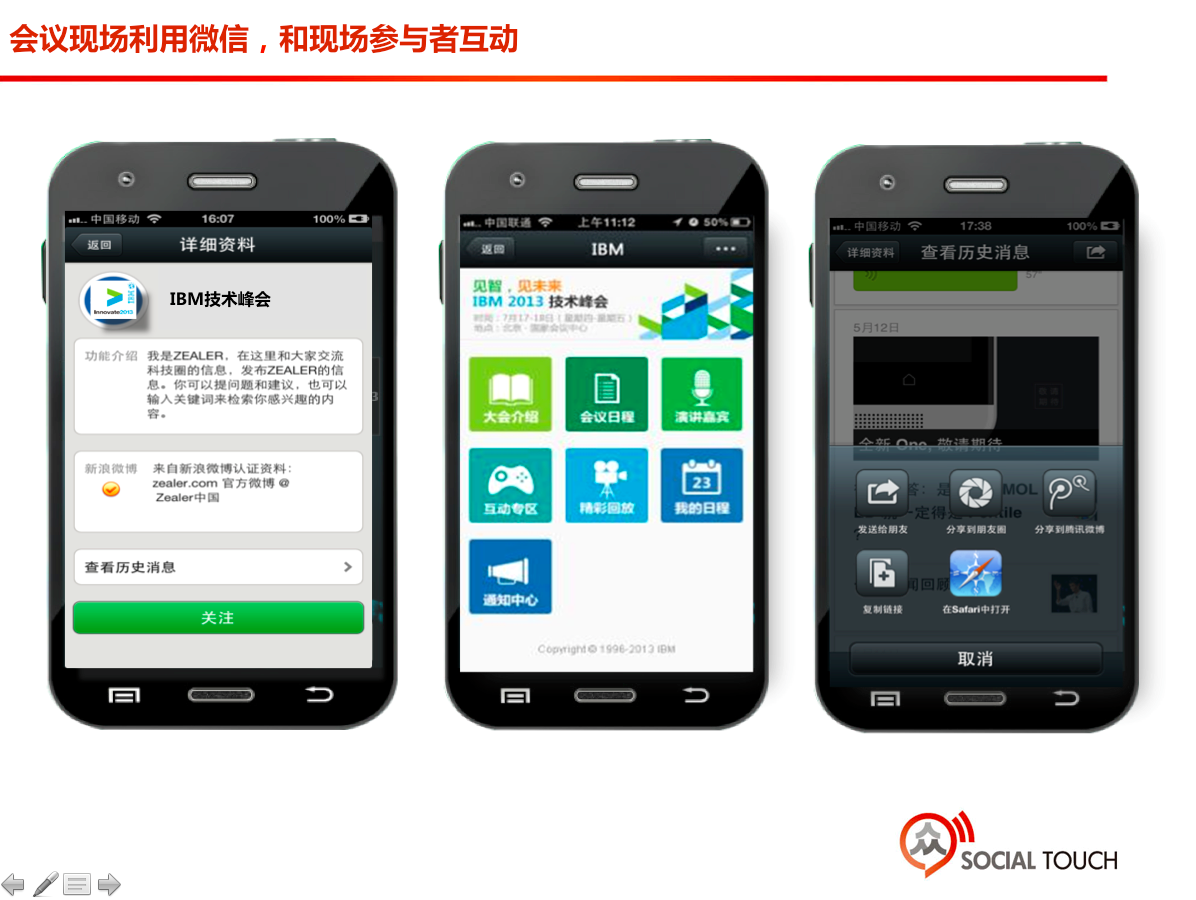 会议现场利用微信，和现场参与者互动
中国移动 16:07 100%
返回 详细资料
Innovate2013
IBM技术峰会
功能介绍 我是ZEALER，在这里和大家交流
科技圈的信息，发布ZEALER的信
息。你可以提问题和建议，也可以
输入关键词来检索你感兴趣的内
容。
新浪微博 来自新浪微博认证资料：
zealer.com 官方微博 @
Zealer中国
查看历史消息
关注
中国联通 上午11:12 50%
返回 IBM
见智，见未来
IBM 2013 技术峰会
时间：7月17-18日（星期四-星期五）
地点：北京·国家会议中心
大会介绍 会议日程 演讲嘉宾
23
互动专区 精彩回放 我的日程
通知中心
Copyright © 1996-2013 IBM
中国移动 17:38 100%
详细资料 查看历史消息
57"
5月12日
全新 One, 敬请期待
发送给朋友 分享到朋友圈 分享到腾讯微博
复制链接 在Safari中打开
取消
SOCIAL TOUCH